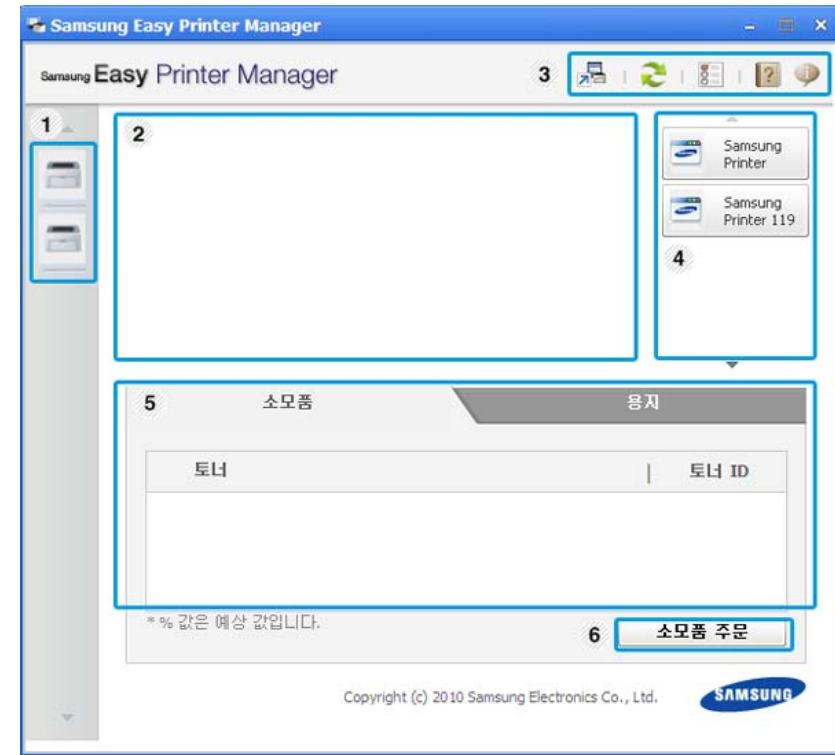 Samsung Easy Printer Manager
Samsung Easy Printer Manager
3
1
2
Samsung
Printer
Samsung
Printer 119
4
5 소모품 용지
토너 | 토너 ID
* % 값은 예상 값입니다.
6 소모품 주문
Copyright (c) 2010 Samsung Electronics Co., Ltd. SAMSUNG